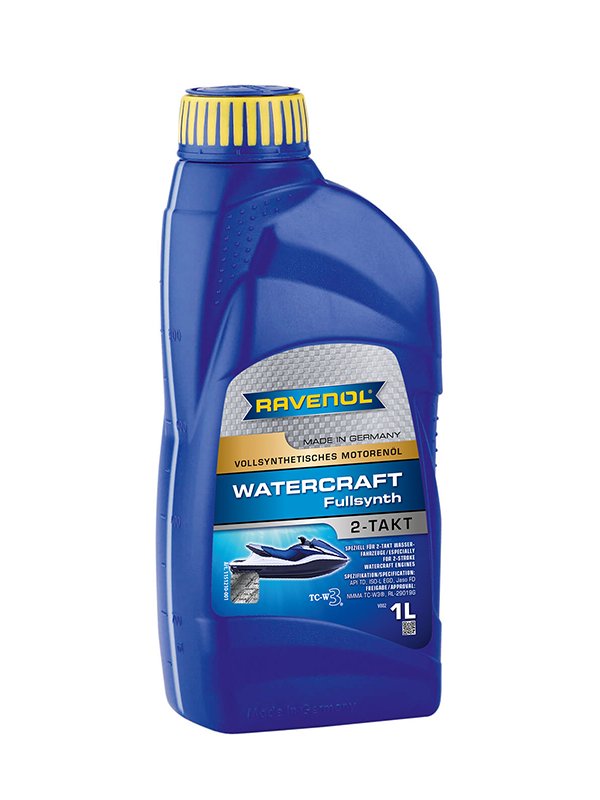 RAVENOL®
MADE IN GERMANY
VOLLSYNTHETISCHES MOTORENÖL
WATERCRAFT
Fullsynth
2-TAKT
SPEZIELL FÜR 2-TAKT WASSER-
FAHRZEUGE/ESPECIALLY
FOR 2-STROKE
WATERCRAFT ENGINES
SPEZIFIKATION/SPECIFICATION:
API TD, ISO-L EGD, Jaso FD
FREIGABE/APPROVAL:
NMMA TC-W3®, RL-29019G
TC-W3®
1L
Made in Germany